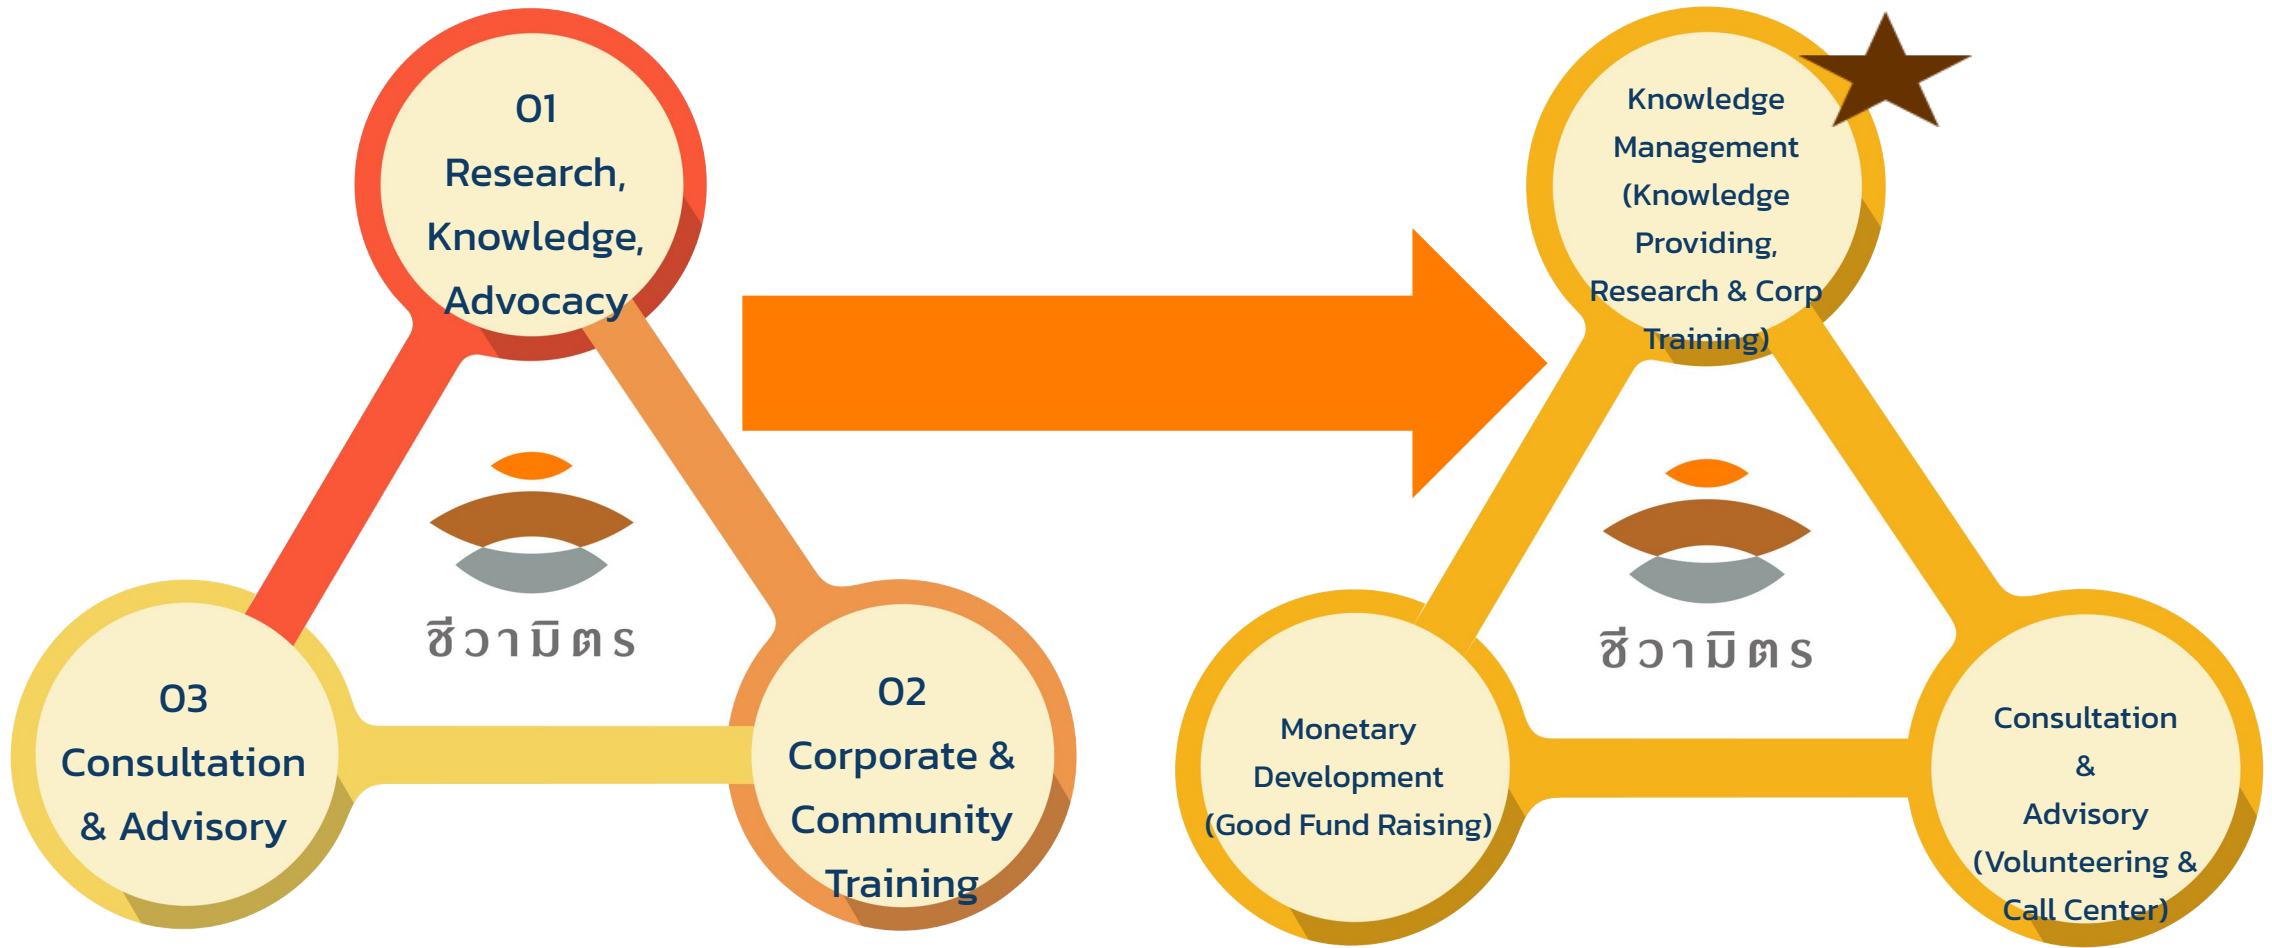 01
Research,
Knowledge,
Advocacy
ชีวามิตร
03
Consultation
& Advisory
02
Corporate &
Community
Training
Knowledge
Management
(Knowledge
Providing,
Research & Corp
Training)
ชีวามิตร
Monetary
Development
(Good Fund Raising)
Consultation
&
Advisory
(Volunteering &
Call Center)